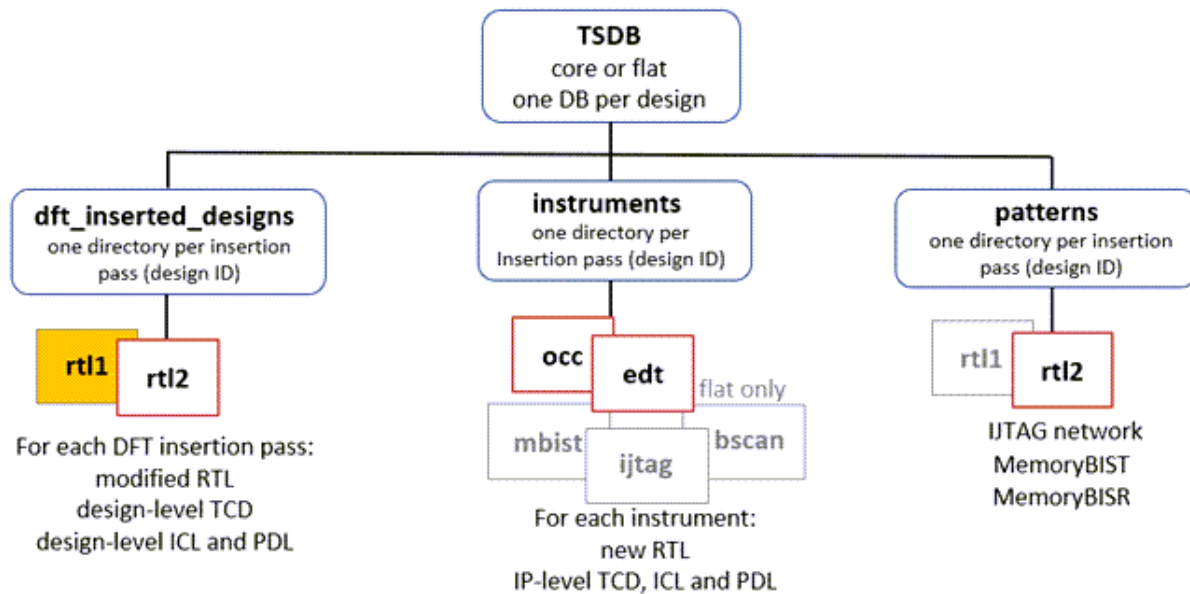 TSDB
core or flat
one DB per design
dft_inserted_designs
one directory per insertion
pass (design ID)
instruments
one directory per
Insertion pass (design ID)
patterns
one directory per insertion
pass (design ID)
rtl1
rtl2
For each DFT insertion pass:
modified RTL
design-level TCD
design-level ICL and PDL
occ
edt
flat only
mbist
ijtag
bscan
For each instrument:
new RTL
IP-level TCD, ICL and PDL
rtl1
rtl2
IJTAG network
MemoryBIST
MemoryBISR